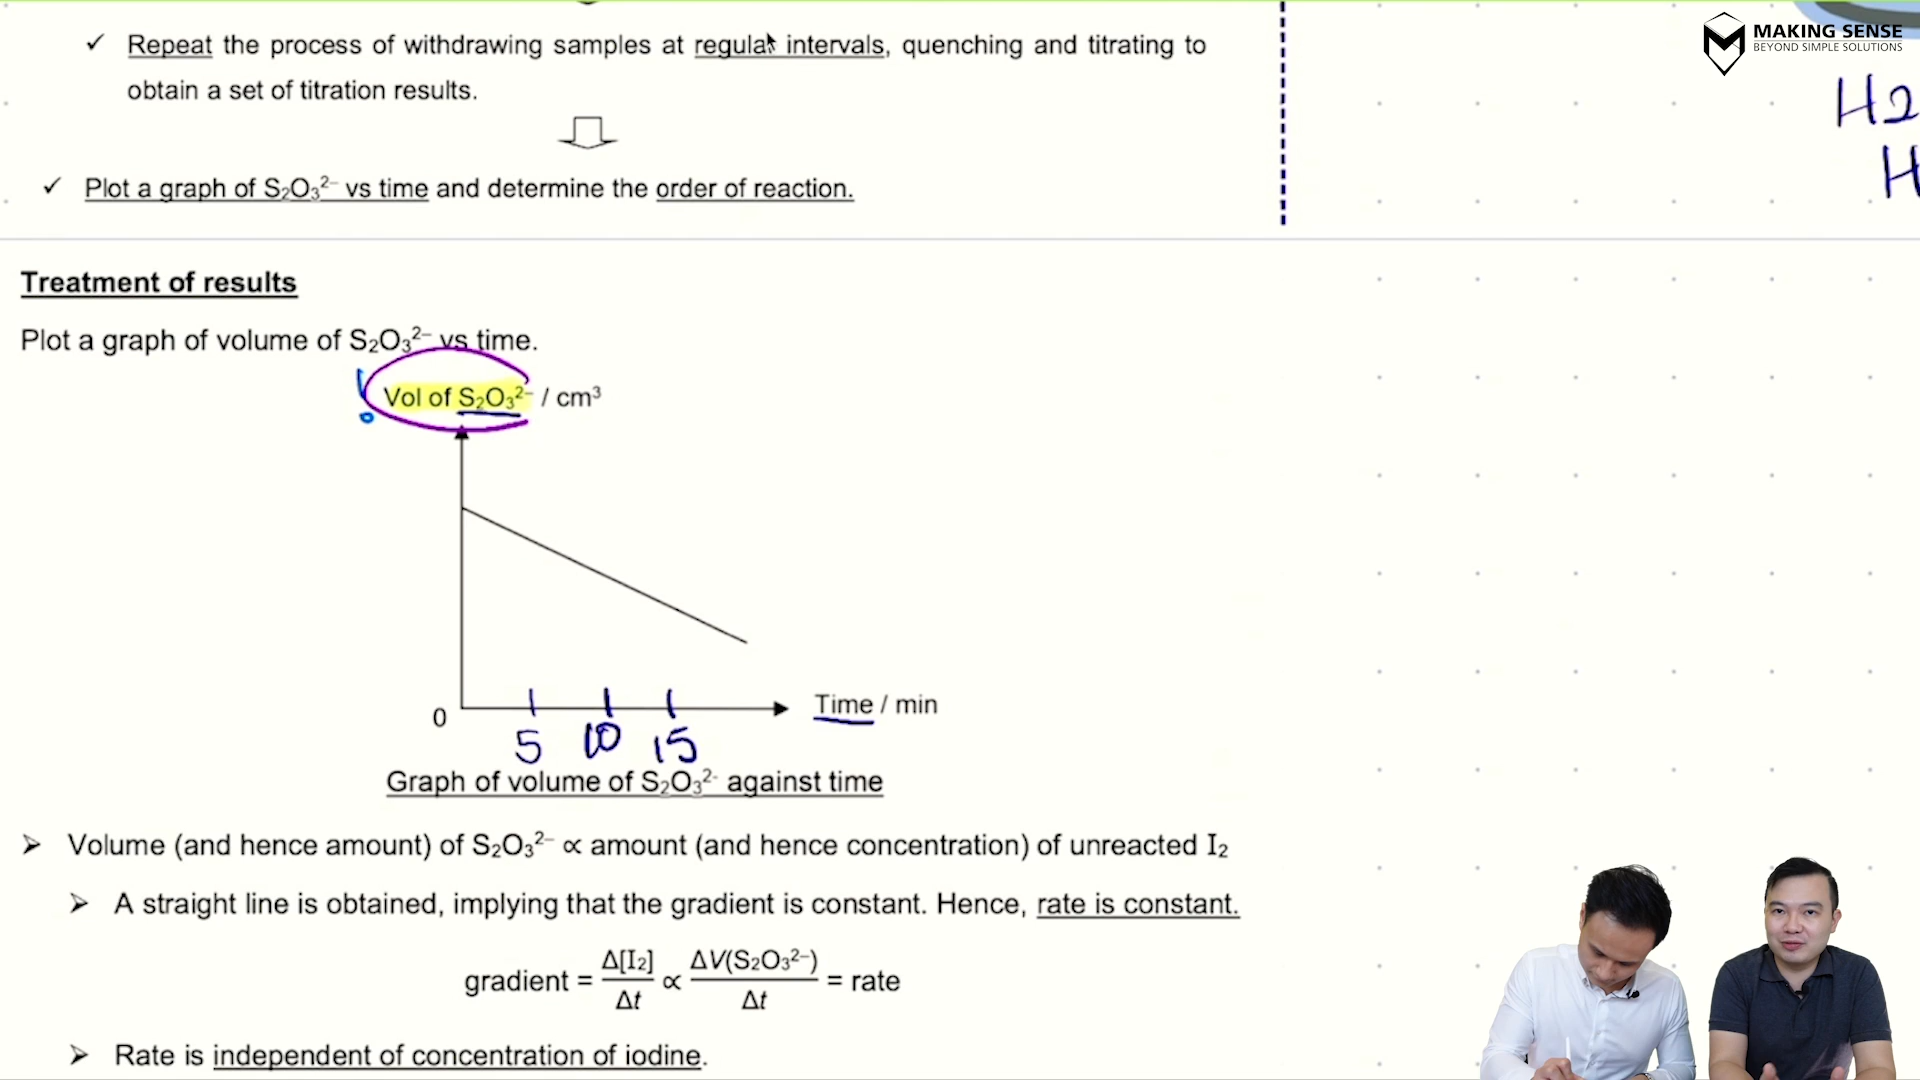 MAKING SENSE
BEYOND SIMPLE SOLUTIONS
✓ Repeat the process of withdrawing samples at regular intervals, quenching and titrating to
obtain a set of titration results.
✓ Plot a graph of S₂O₃²⁻ vs time and determine the order of reaction.
H2
H
Treatment of results
Plot a graph of volume of S₂O₃²⁻ vs time.
! Vol of S₂O₃²⁻ / cm³
0
Time / min
5 10 15
Graph of volume of S₂O₃²⁻ against time
➢ Volume (and hence amount) of S₂O₃²⁻ ∝ amount (and hence concentration) of unreacted I₂
➢ A straight line is obtained, implying that the gradient is constant. Hence, rate is constant.
gradient = Δ[I₂]/Δt ∝ ΔV(S₂O₃²⁻)/Δt = rate
➢ Rate is independent of concentration of iodine.